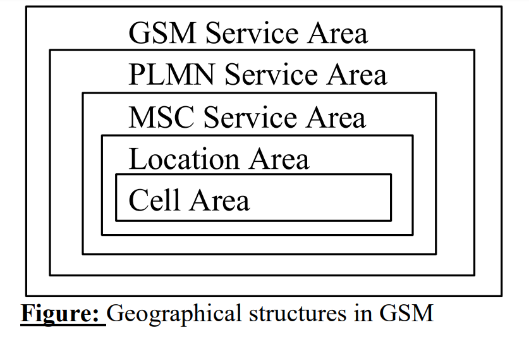 GSM Service Area
PLMN Service Area
MSC Service Area
Location Area
Cell Area
Figure: Geographical structures in GSM